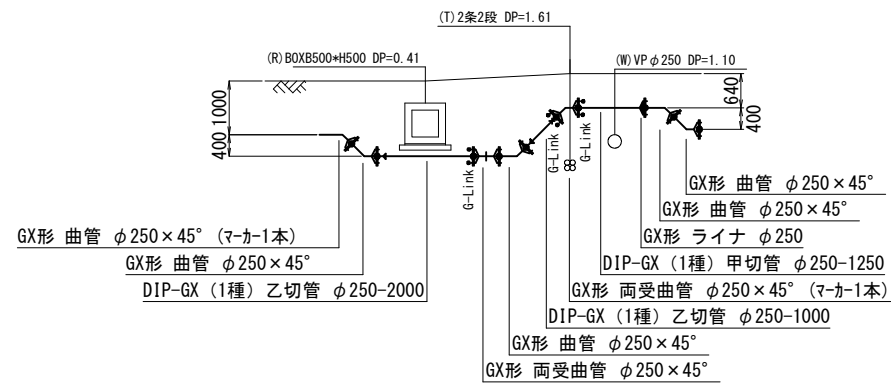 (T)2条2段 DP=1.61
(R)BOXB500*H500 DP=0.41
(W)VPφ250 DP=1.10
1000
400
640
400
G-Link
G-Link
G-Link
GX形 曲管 φ250×45° (ﾏｰｶｰ1本)
GX形 曲管 φ250×45°
DIP-GX (1種) 乙切管 φ250-2000
GX形 曲管 φ250×45°
GX形 曲管 φ250×45°
GX形 ライナ φ250
DIP-GX (1種) 甲切管 φ250-1250
GX形 両受曲管 φ250×45° (ﾏｰｶｰ1本)
DIP-GX (1種) 乙切管 φ250-1000
GX形 曲管 φ250×45°
GX形 両受曲管 φ250×45°